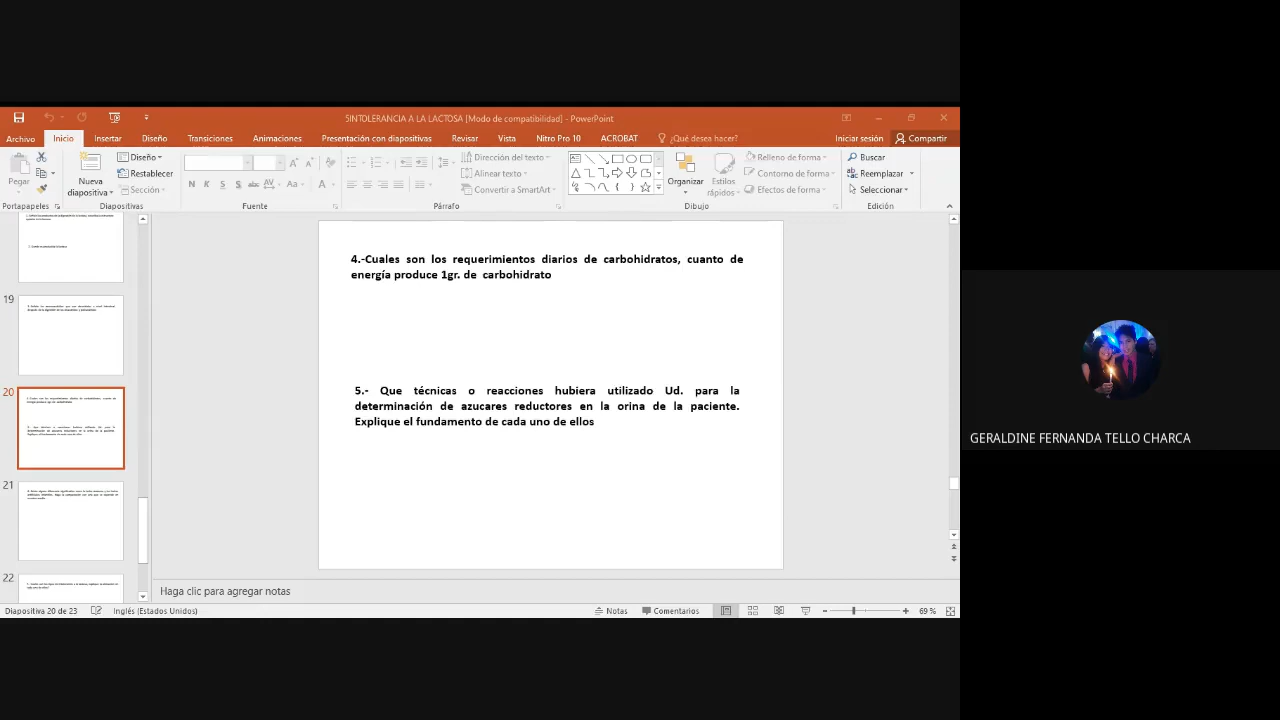 5INTOLERANCIA A LA LACTOSA [Modo de compatibilidad] - PowerPoint
Archivo Inicio Insertar Diseño Transiciones Animaciones Presentación con diapositivas Revisar Vista Nitro Pro 10 ACROBAT ¿Qué desea hacer? Iniciar sesión Compartir
Pegar
Nueva diapositiva
Diseño
Restablecer
Sección
N K S S abc AV Aa A
Dirección del texto
Alinear texto
Convertir a SmartArt
Organizar
Estilos rápidos
Relleno de forma
Contorno de forma
Efectos de forma
Buscar
Reemplazar
Seleccionar
Portapapeles Diapositivas Fuente Párrafo Dibujo Edición
19
20
21
22
4.-Cuales son los requerimientos diarios de carbohidratos, cuanto de
energía produce 1gr. de carbohidrato
5.- Que técnicas o reacciones hubiera utilizado Ud. para la
determinación de azucares reductores en la orina de la paciente.
Explique el fundamento de cada uno de ellos
GERALDINE FERNANDA TELLO CHARCA
Haga clic para agregar notas
Diapositiva 20 de 23 Inglés (Estados Unidos) Notas Comentarios 69 %